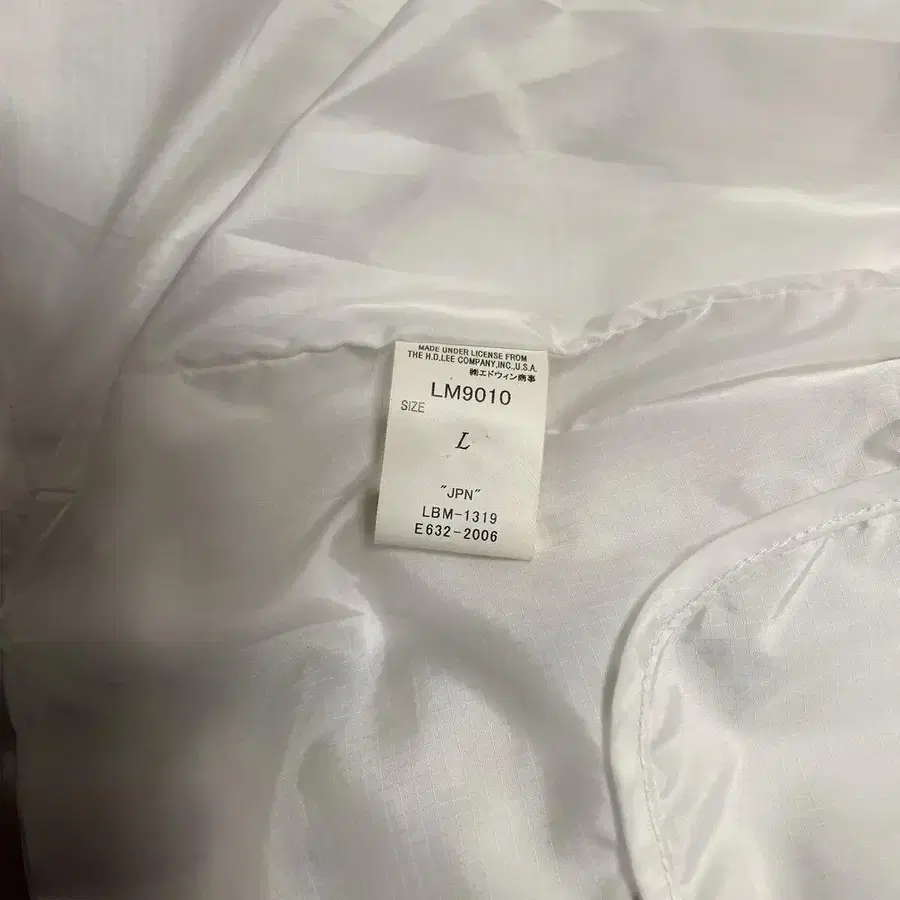 MADE UNDER LICENSE FROM
THE H.D.LEE COMPANY,INC.,U.S.A.
㈱エドウィン商事
LM9010
SIZE
L
"JPN"
LBM-1319
E632-2006